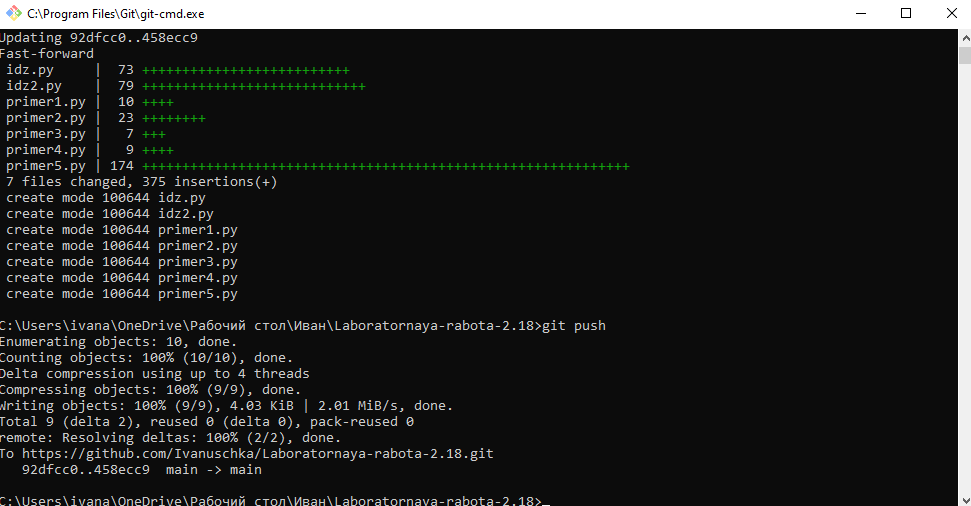 C:\Program Files\Git\git-cmd.exe
Updating 92dfcc0..458ecc9
Fast-forward
 idz.py     |  73 ++++++++++++++++++++++++++
 idz2.py    |  79 ++++++++++++++++++++++++++++
 primer1.py |  10 ++++
 primer2.py |  23 ++++++++
 primer3.py |   7 +++
 primer4.py |   9 ++++
 primer5.py | 174 +++++++++++++++++++++++++++++++++++++++++++++++++++++++++++++
 7 files changed, 375 insertions(+)
 create mode 100644 idz.py
 create mode 100644 idz2.py
 create mode 100644 primer1.py
 create mode 100644 primer2.py
 create mode 100644 primer3.py
 create mode 100644 primer4.py
 create mode 100644 primer5.py
C:\Users\ivana\OneDrive\Рабочий стол\Иван\Laboratornaya-rabota-2.18>git push
Enumerating objects: 10, done.
Counting objects: 100% (10/10), done.
Delta compression using up to 4 threads
Compressing objects: 100% (9/9), done.
Writing objects: 100% (9/9), 4.03 KiB | 2.01 MiB/s, done.
Total 9 (delta 2), reused 0 (delta 0), pack-reused 0
remote: Resolving deltas: 100% (2/2), done.
To https://github.com/Ivanuschka/Laboratornaya-rabota-2.18.git
   92dfcc0..458ecc9  main -> main
C:\Users\ivana\OneDrive\Рабочий стол\Иван\Laboratornaya-rabota-2.18>_